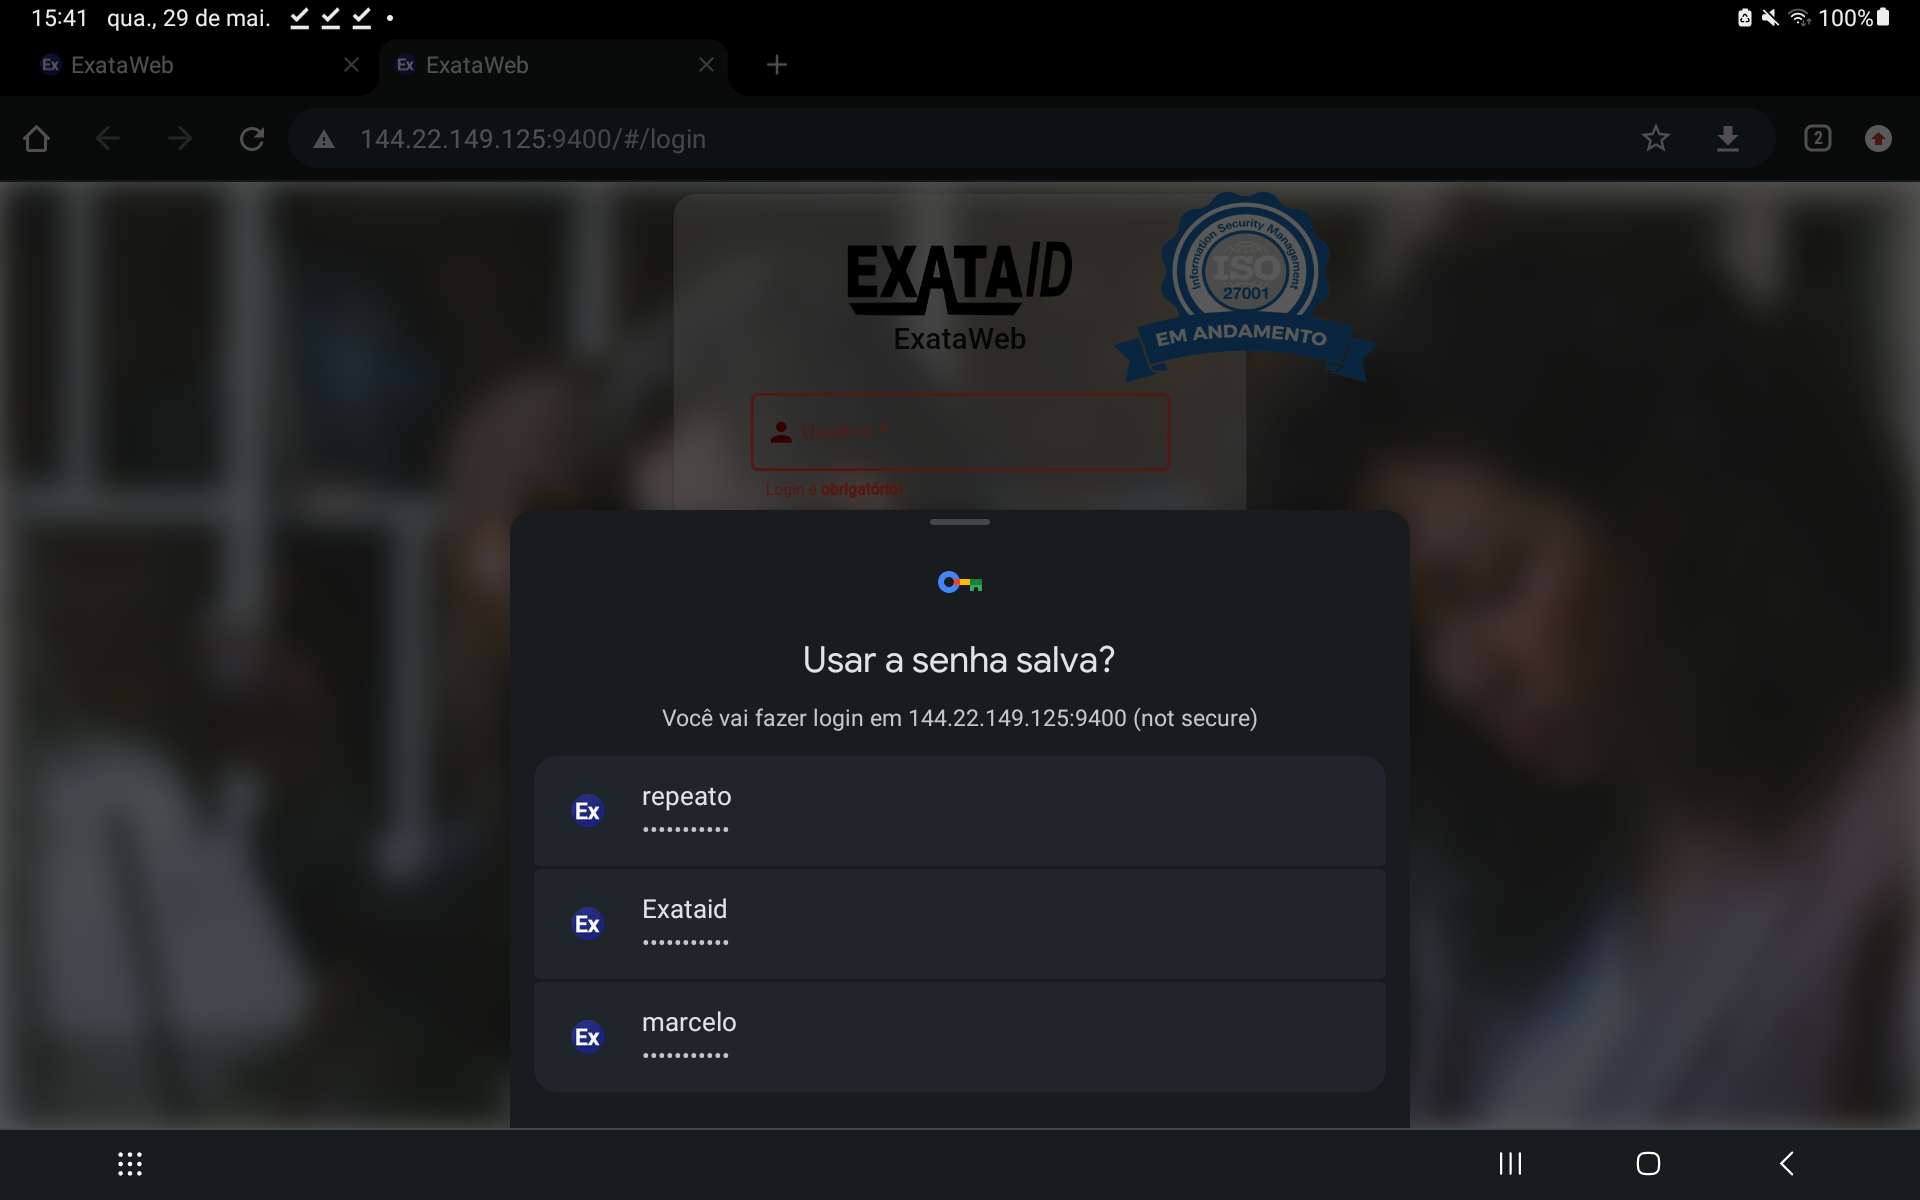 15:41 qua., 29 de mai.
100%
Ex ExataWeb
Ex ExataWeb
144.22.149.125:9400/#/login
2
EXATAID
ExataWeb
Information Security Management
ISO
27001
EM ANDAMENTO
Usuário *
Login é obrigatório!
Usar a senha salva?
Você vai fazer login em 144.22.149.125:9400 (not secure)
Ex repeato
•••••••••••
Ex Exataid
•••••••••••
Ex marcelo
•••••••••••